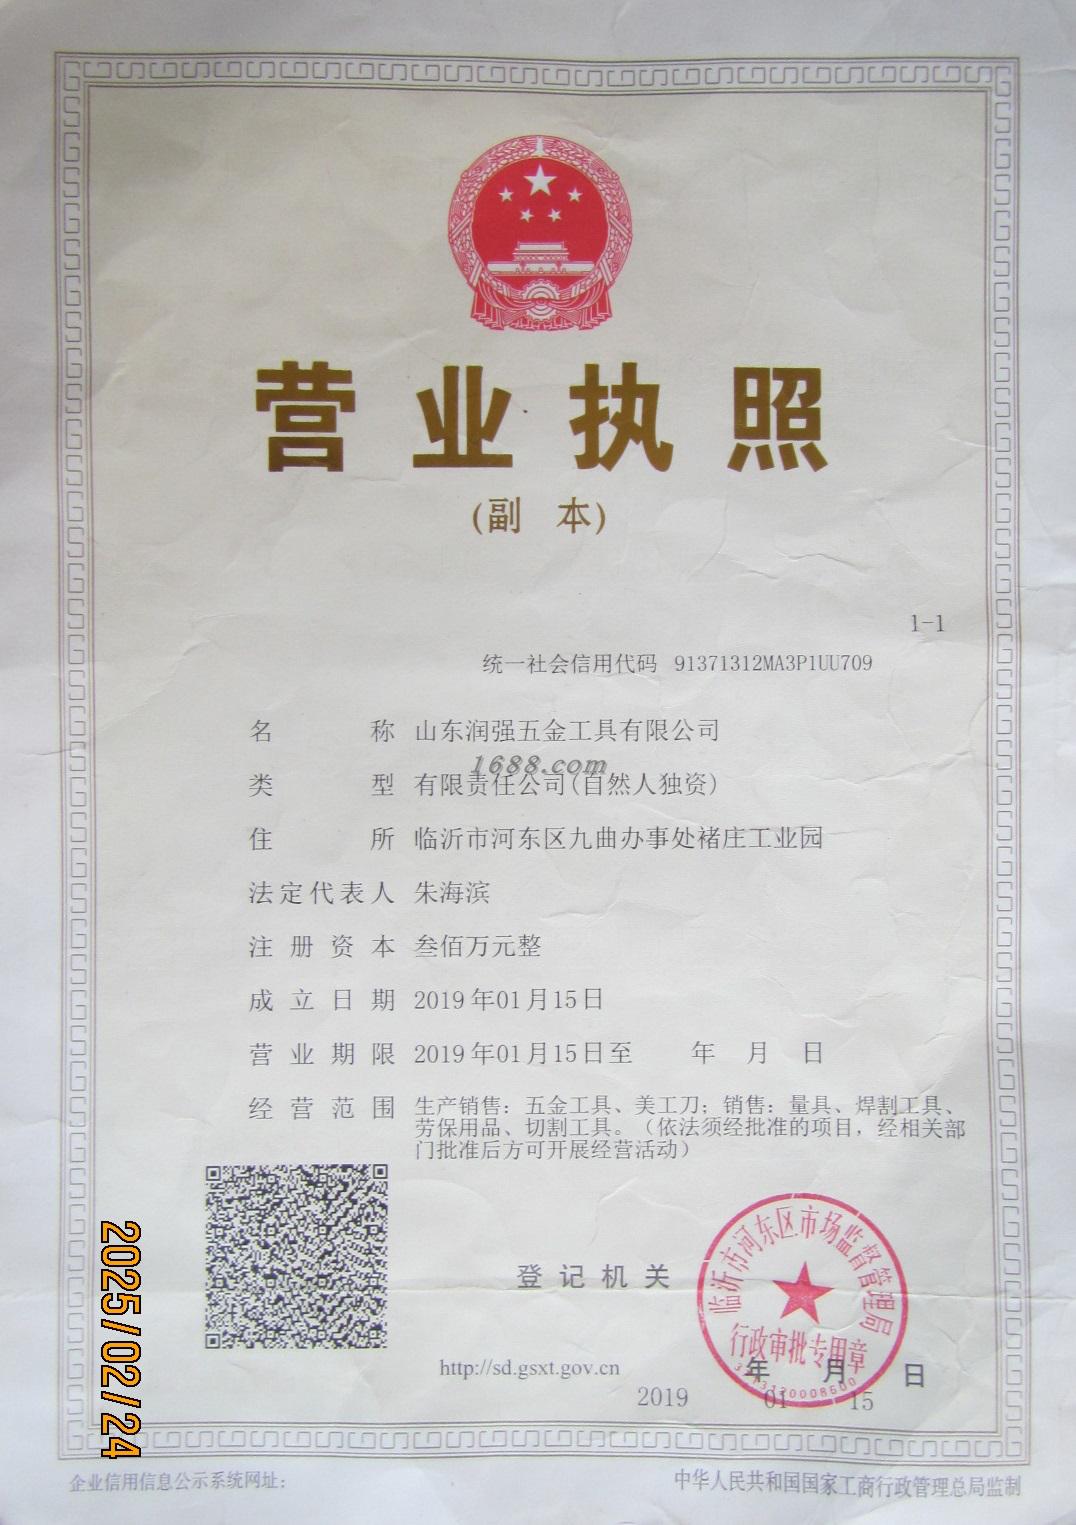 营业执照
(副 本)
1-1
统一社会信用代码 91371312MA3P1UU709
名 称 山东润强五金工具有限公司
1688.com
类 型 有限责任公司(自然人独资)
住 所 临沂市河东区九曲办事处褚庄工业园
法定代表人 朱海滨
注册资本 叁佰万元整
成立日期 2019年01月15日
营业期限 2019年01月15日至 年 月 日
经营范围 生产销售：五金工具、美工刀；销售：量具、焊割工具、
劳保用品、切割工具。（依法须经批准的项目，经相关部
门批准后方可开展经营活动）
登记机关
临沂市河东区市场监督管理局
行政审批专用章
http://sd.gsxt.gov.cn
年 月 日
2019 01 15
2025/02/24
企业信用信息公示系统网址：
中华人民共和国国家工商行政管理总局监制